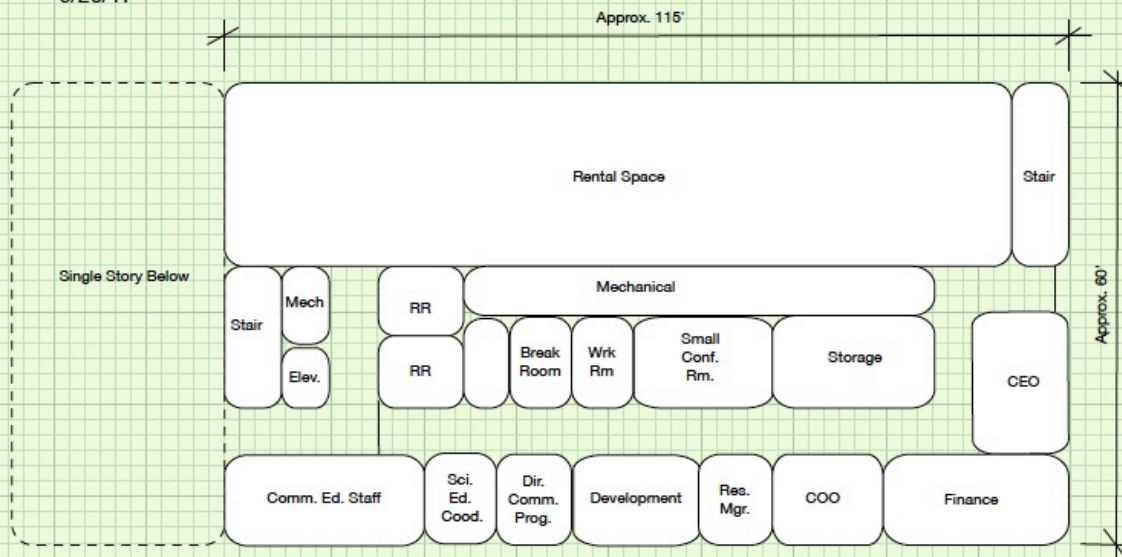 Approx. 115'
Rental Space
Stair
Single Story Below
Mech
RR
Mechanical
Approx. 60'
Stair
Elev.
RR
Break
Room
Wrk
Rm
Small
Conf.
Rm.
Storage
CEO
Comm. Ed. Staff
Sci.
Ed.
Cood.
Dir.
Comm.
Prog.
Development
Res.
Mgr.
COO
Finance